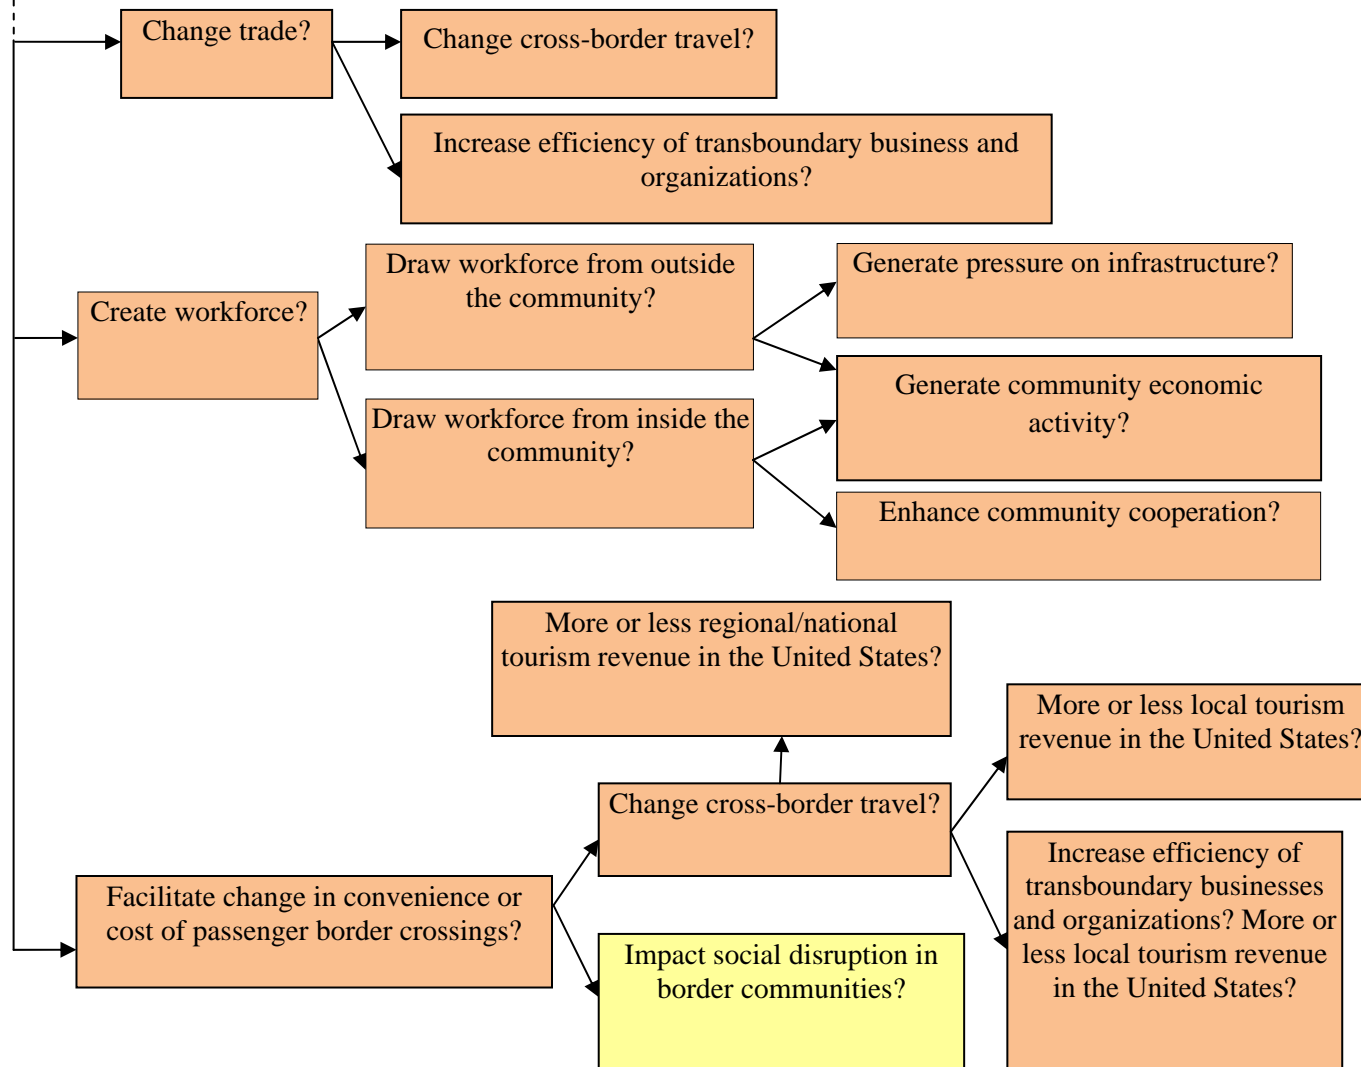 Change trade?
Change cross-border travel?
Increase efficiency of transboundary business and
organizations?
Create workforce?
Draw workforce from outside
the community?
Generate pressure on infrastructure?
Generate community economic
activity?
Draw workforce from inside the
community?
Enhance community cooperation?
More or less regional/national
tourism revenue in the United States?
More or less local tourism
revenue in the United States?
Change cross-border travel?
Increase efficiency of
transboundary businesses
and organizations? More or
less local tourism revenue
in the United States?
Facilitate change in convenience or
cost of passenger border crossings?
Impact social disruption in
border communities?